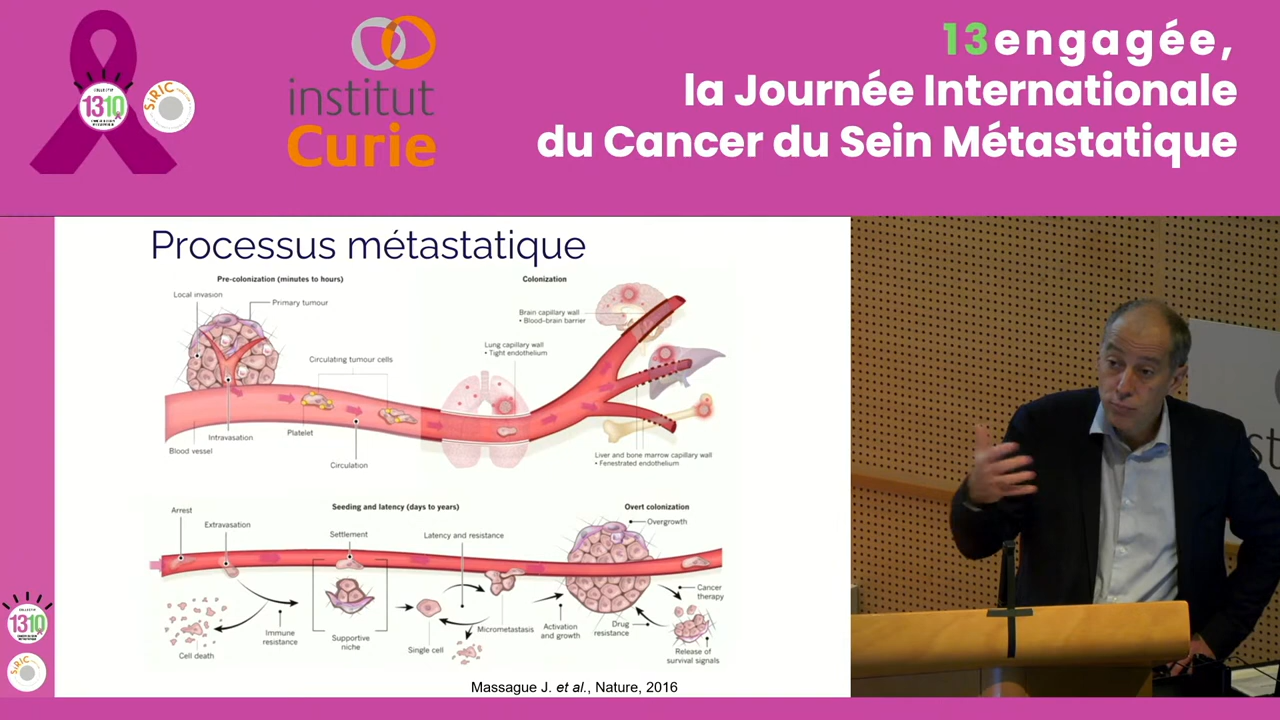 13engagée,
la Journée Internationale
du Cancer du Sein Métastatique
1310
SiRIC
institut
Curie
Processus métastatique
Pre-colonization (minutes to hours)
Local invasion
Primary tumour
Circulating tumour cells
Intravasation
Platelet
Blood vessel
Circulation
Colonization
Brain capillary wall
• Blood–brain barrier
Lung capillary wall
• Tight endothelium
Liver and bone marrow capillary wall
• Fenestrated endothelium
Seeding and latency (days to years)
Overt colonization
Arrest
Extravasation
Settlement
Latency and resistance
Overgrowth
Cell death
Immune
resistance
Supportive
niche
Single cell
Micrometastasis
Activation
and growth
Drug
resistance
Cancer
therapy
Release of
survival signals
Massague J. et al., Nature, 2016
1310
SiRIC